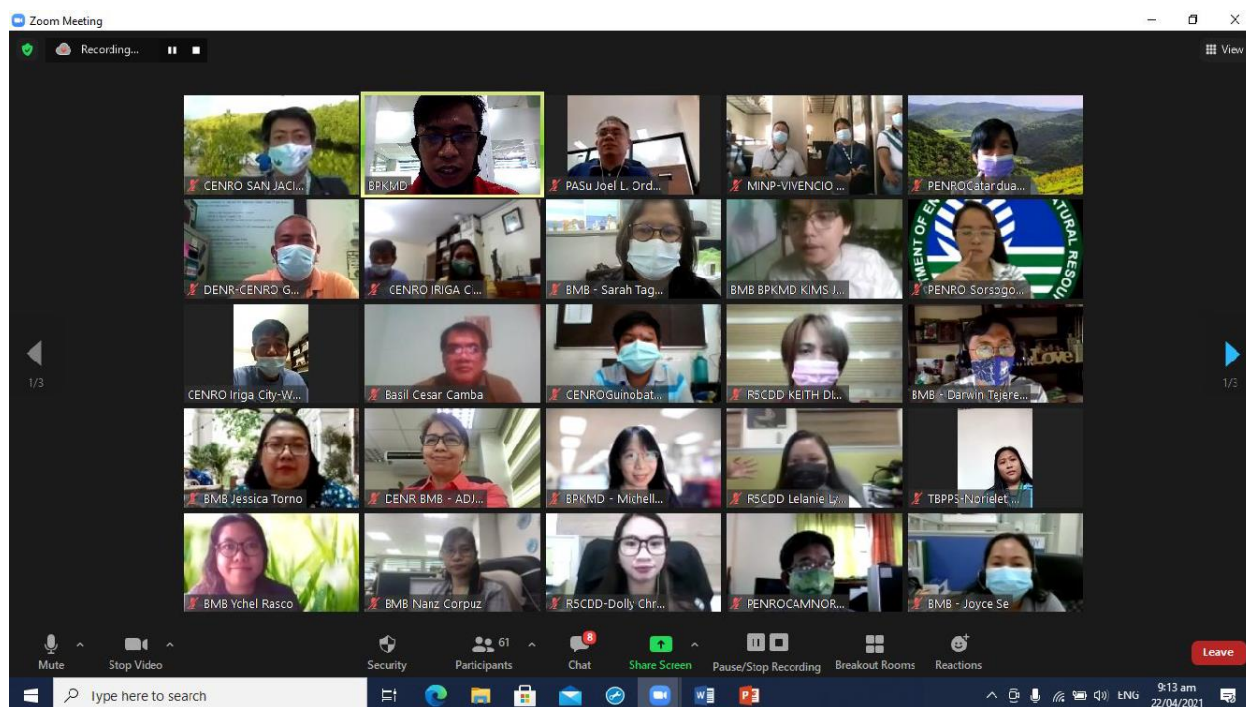 Zoom Meeting
Recording...
View
CENRO SAN JACI...
BPKMD
PASu Joel L. Ord...
MINP-VIVENCIO ...
PENROCatandua...
DENR-CENRO G...
CENRO IRIGA C...
BMB - Sarah Tag...
BMB BPKMD KIMS J...
PENRO Sorsogo...
1/3
1/3
CENRO Iriga City-W...
Basil Cesar Camba
CENROGuinobat...
R5CDD KEITH DI...
BMB - Darwin Tejere...
Love
BMB Jessica Torno
DENR BMB - ADJ...
BPKMD - Michell...
R5CDD Lelanie Ly...
TBPPS-Norielet ...
BMB Ychel Rasco
BMB Nanz Corpuz
R5CDD-Dolly Chr...
PENROCAMNOR...
BMB - Joyce Se
Mute
Stop Video
Security
Participants
61
Chat
8
Share Screen
Pause/Stop Recording
Breakout Rooms
Reactions
Leave
Type here to search
ENG
9:13 am
22/04/2021